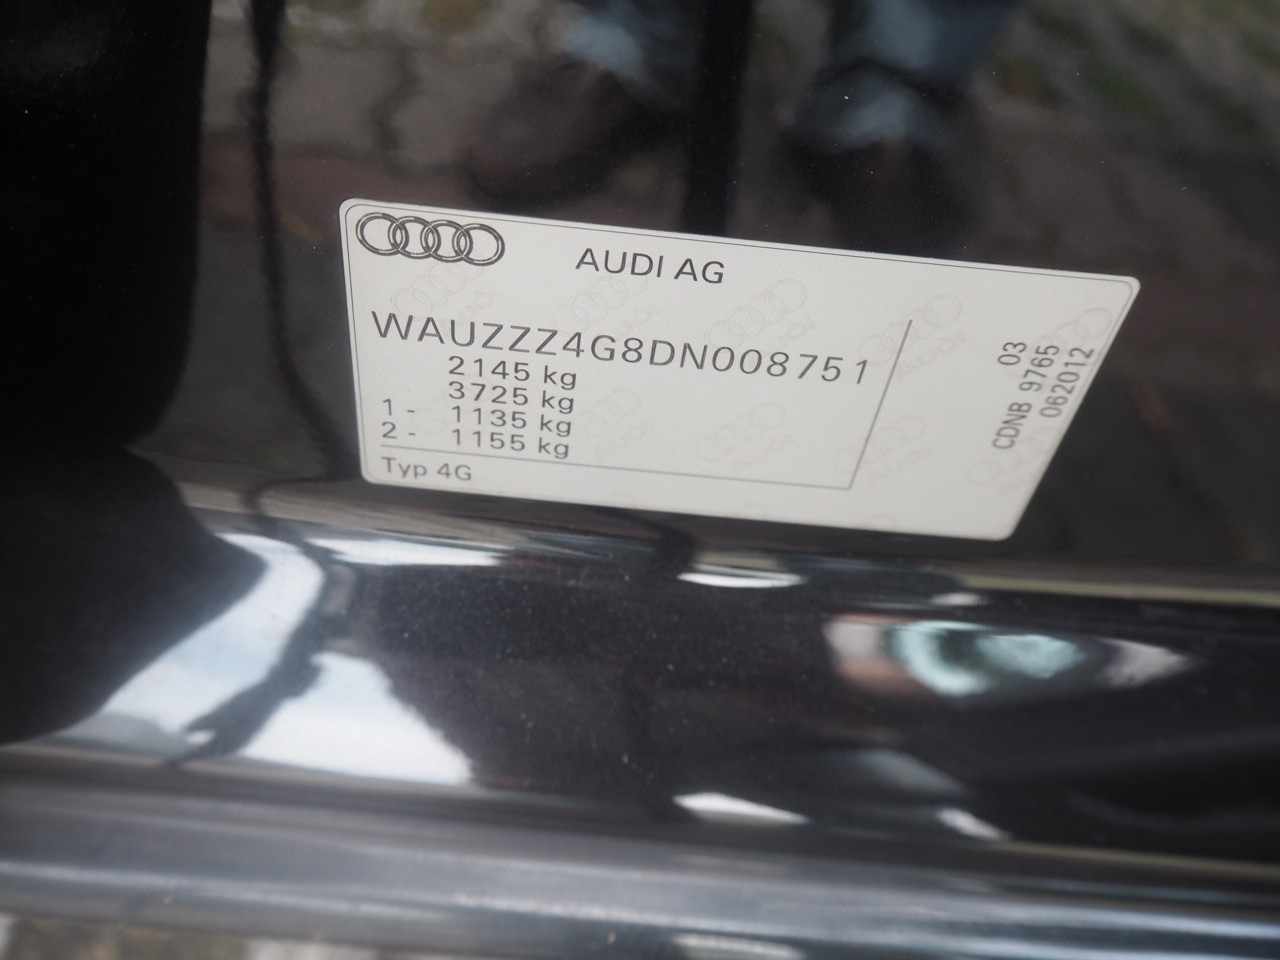 AUDI AG
WAUZZZ4G8DN008751
2145 kg
3725 kg
1 - 1135 kg
2 - 1155 kg
Typ 4G
03
CDNB 9765
062012